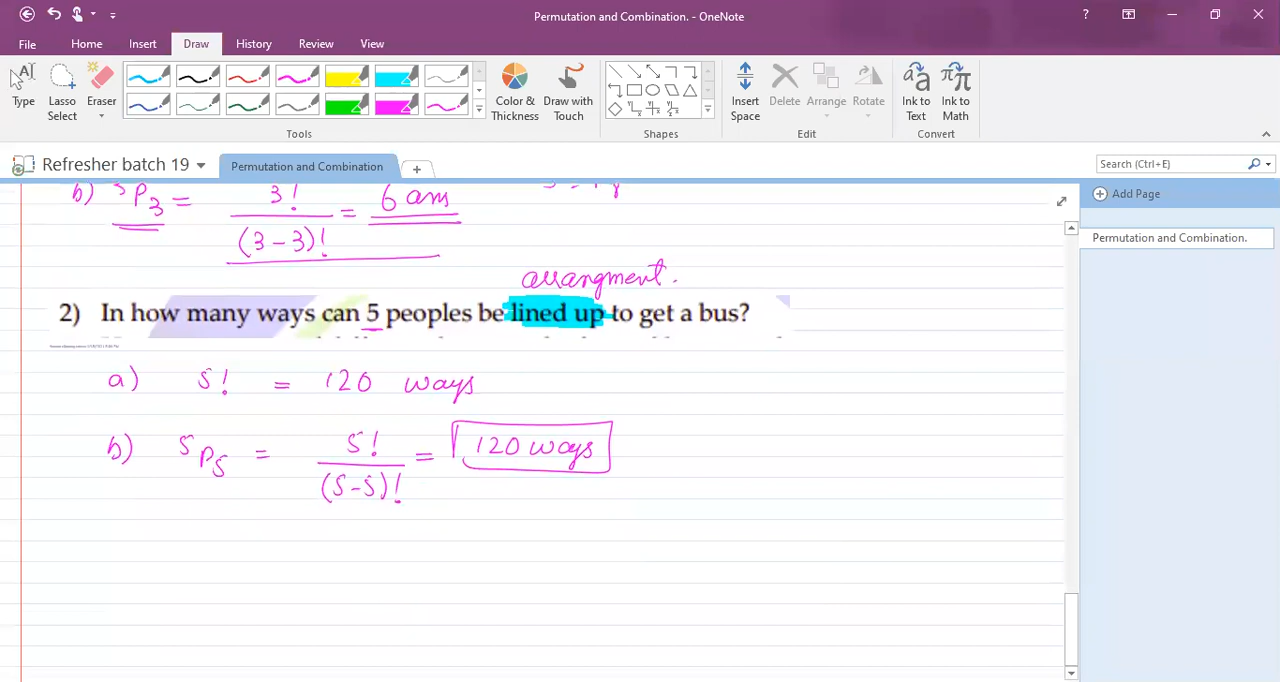 Permutation and Combination. - OneNote
?
File Home Insert Draw History Review View
Type
Lasso Select
Eraser
Color & Thickness
Draw with Touch
Insert Space
Delete
Arrange
Rotate
Ink to Text
Ink to Math
Tools
Shapes
Edit
Convert
Refresher batch 19
Permutation and Combination
Search (Ctrl+E)
Add Page
Permutation and Combination.
b) 3P3 = 3! / (3-3)! = 6 am
arrangment.
2) In how many ways can 5 peoples be lined up to get a bus?
a) 5! = 120 ways
b) 5P5 = 5! / (5-5)! = 120 ways